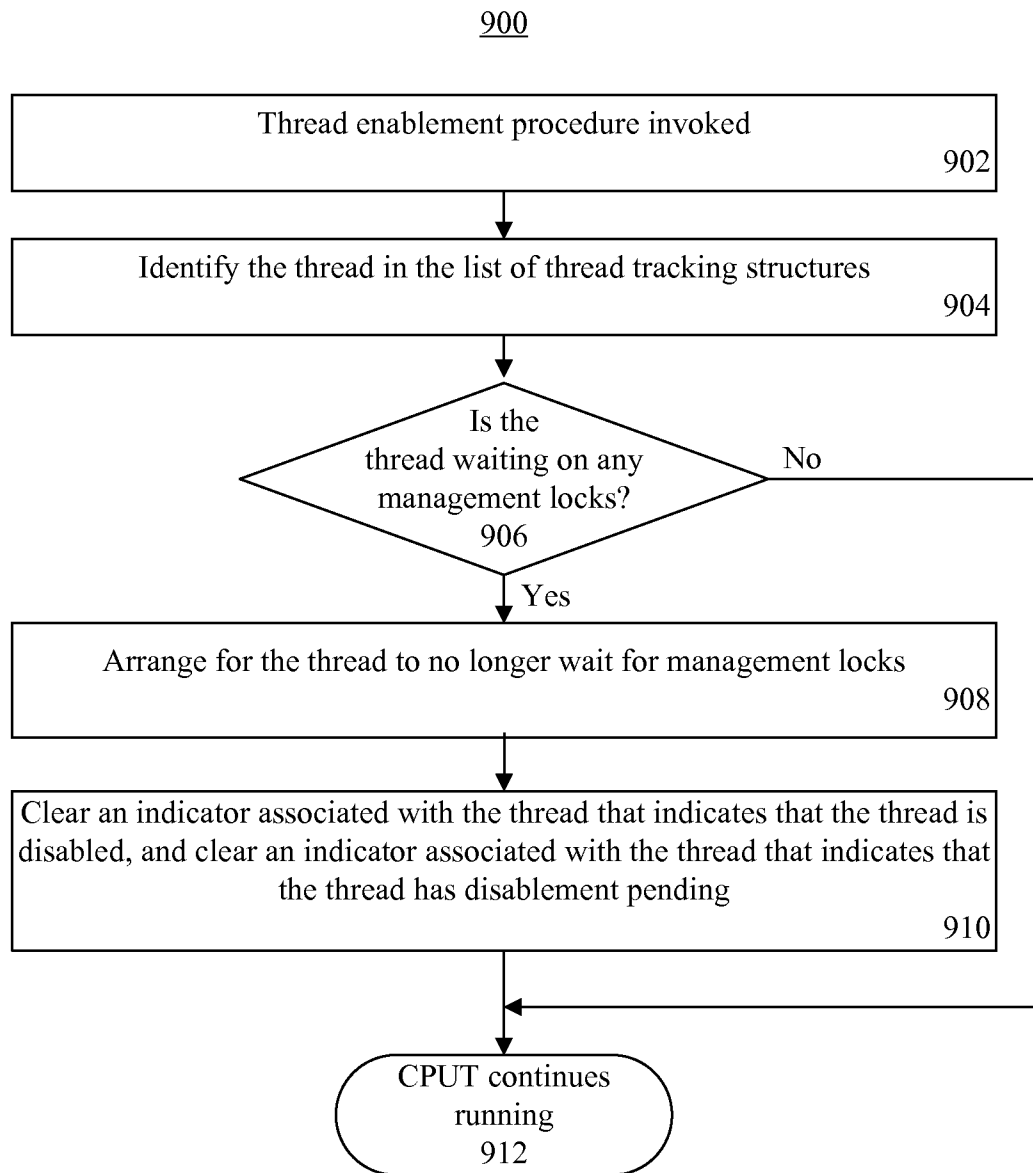 900
Thread enablement procedure invoked
902
Identify the thread in the list of thread tracking structures
904
Is the
thread waiting on any
management locks?
906
No
Yes
Arrange for the thread to no longer wait for management locks
908
Clear an indicator associated with the thread that indicates that the thread is
disabled, and clear an indicator associated with the thread that indicates that
the thread has disablement pending
910
CPUT continues
running
912